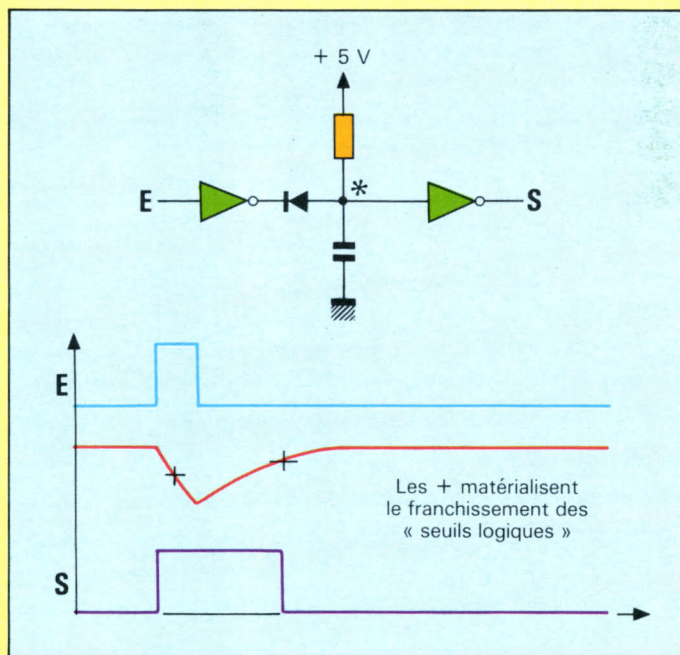 + 5 V
*
E
S
E
Les + matérialisent
le franchissement des
« seuils logiques »
S